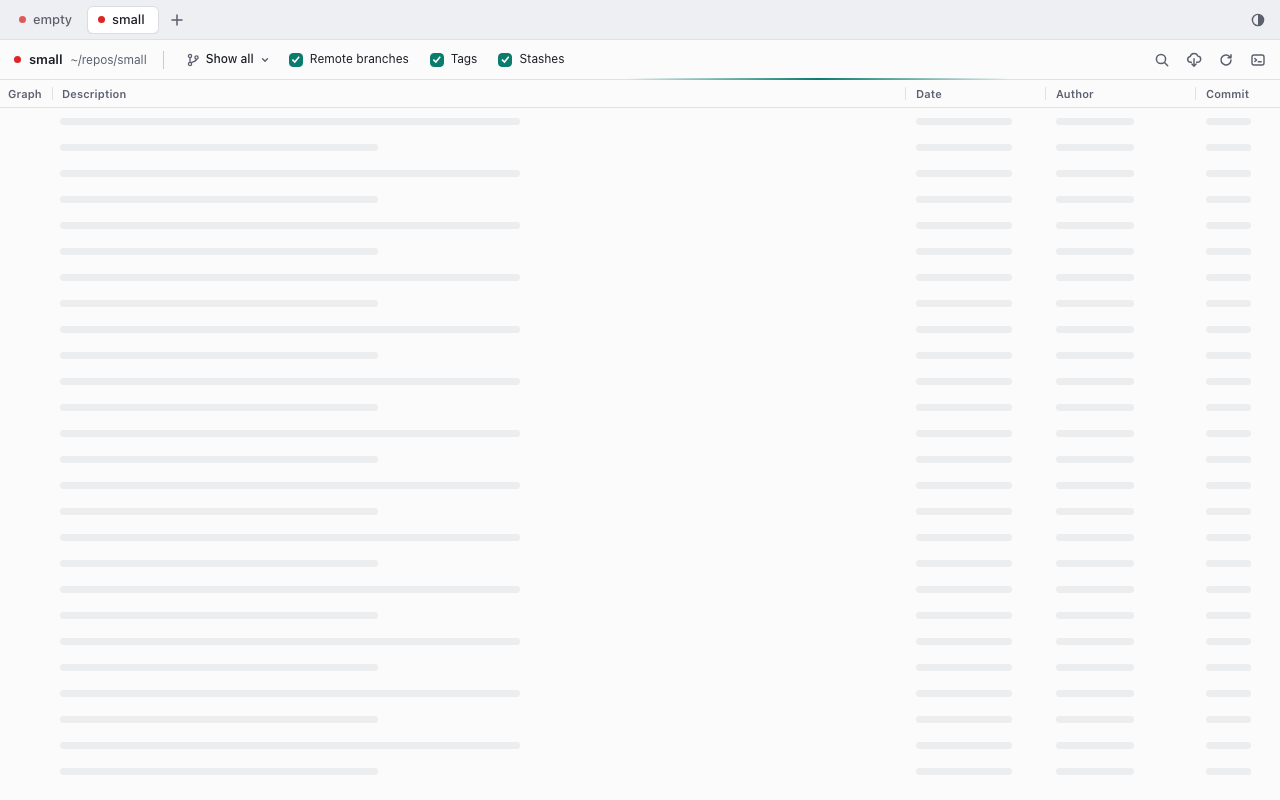 empty
small
small ~/repos/small
Show all
Remote branches
Tags
Stashes
Graph Description Date Author Commit